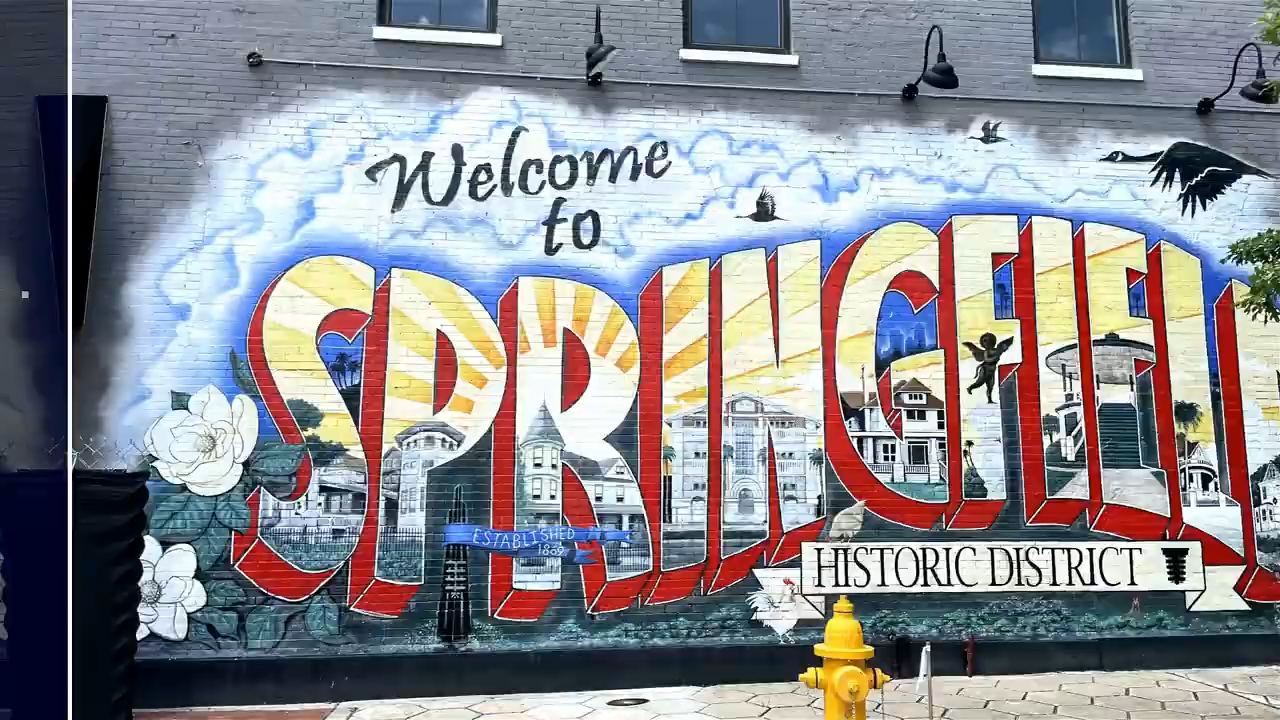 Welcome
to
SPRINGFIEL
ESTABLISHED
1869
HISTORIC DISTRICT